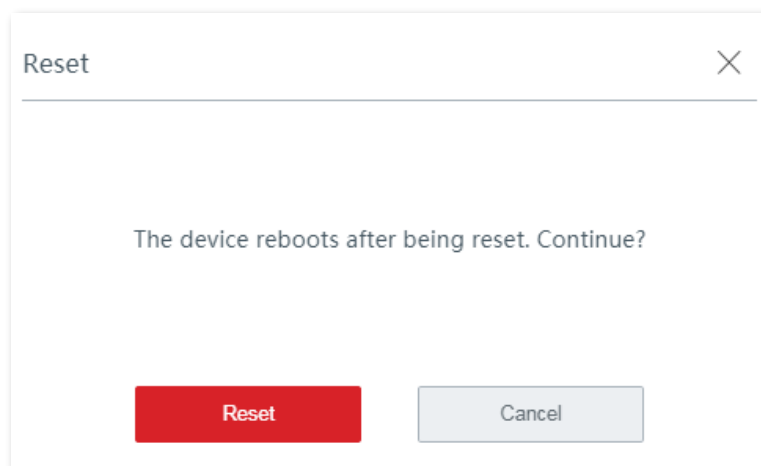 Reset
The device reboots after being reset. Continue?
Reset
Cancel